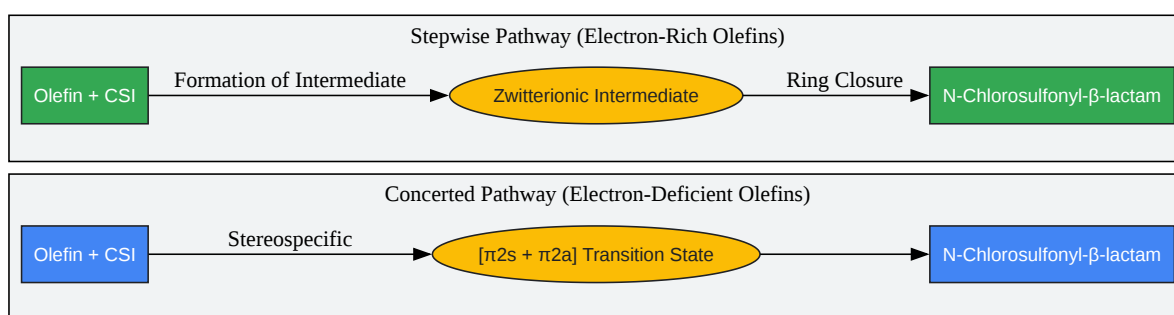 Stepwise Pathway (Electron-Rich Olefins)
Olefin + CSI
Formation of Intermediate
Zwitterionic Intermediate
Ring Closure
N-Chlorosulfonyl-β-lactam
Concerted Pathway (Electron-Deficient Olefins)
Olefin + CSI
Stereospecific
[π2s + π2a] Transition State
N-Chlorosulfonyl-β-lactam